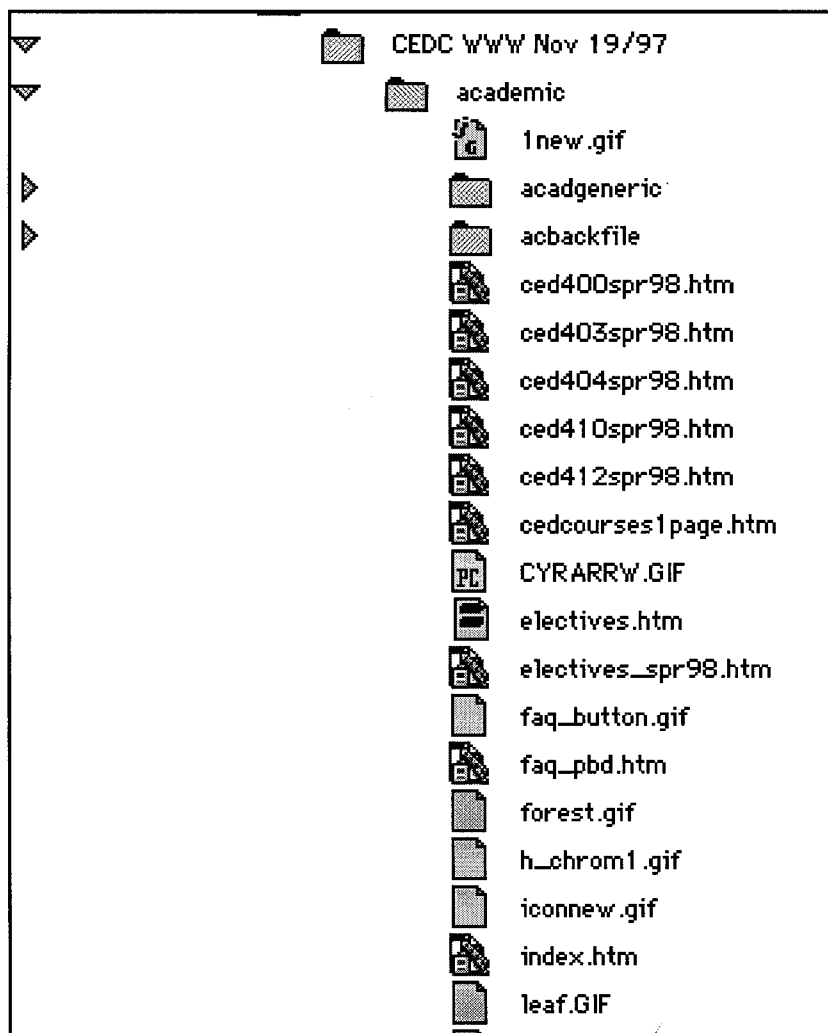 CEDC WWW Nov 19/97
academic
1new.gif
acadgeneric
acbackfile
ced400spr98.htm
ced403spr98.htm
ced404spr98.htm
ced410spr98.htm
ced412spr98.htm
cedcourses1page.htm
CYRARRW.GIF
electives.htm
electives_spr98.htm
faq_button.gif
faq_pbd.htm
forest.gif
h_chrom1.gif
iconnew.gif
index.htm
leaf.GIF